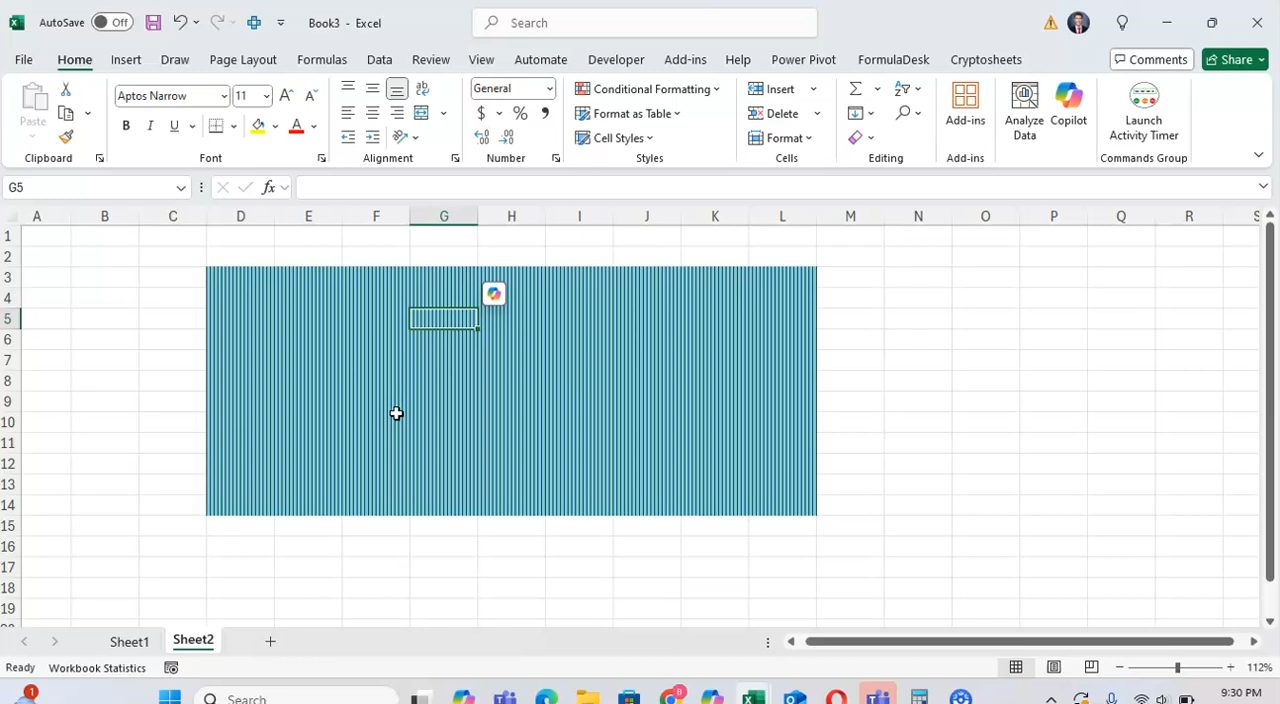 AutoSave Off Book3 - Excel Search
File Home Insert Draw Page Layout Formulas Data Review View Automate Developer Add-ins Help Power Pivot FormulaDesk Cryptosheets Comments Share
Paste
Clipboard
Aptos Narrow 11
B I U A
Font
ab
Alignment
General
$ % ,
Number
Conditional Formatting
Format as Table
Cell Styles
Styles
Insert
Delete
Format
Cells
Editing
Add-ins
Add-ins
Analyze
Data
Copilot
Launch
Activity Timer
Commands Group
G5 fx
A B C D E F G H I J K L M N O P Q R S
1
2
3
4
5
6
7
8
9
10
11
12
13
14
15
16
17
18
19
Sheet1 Sheet2
Ready Workbook Statistics 112%
1 Search 8 9:30 PM